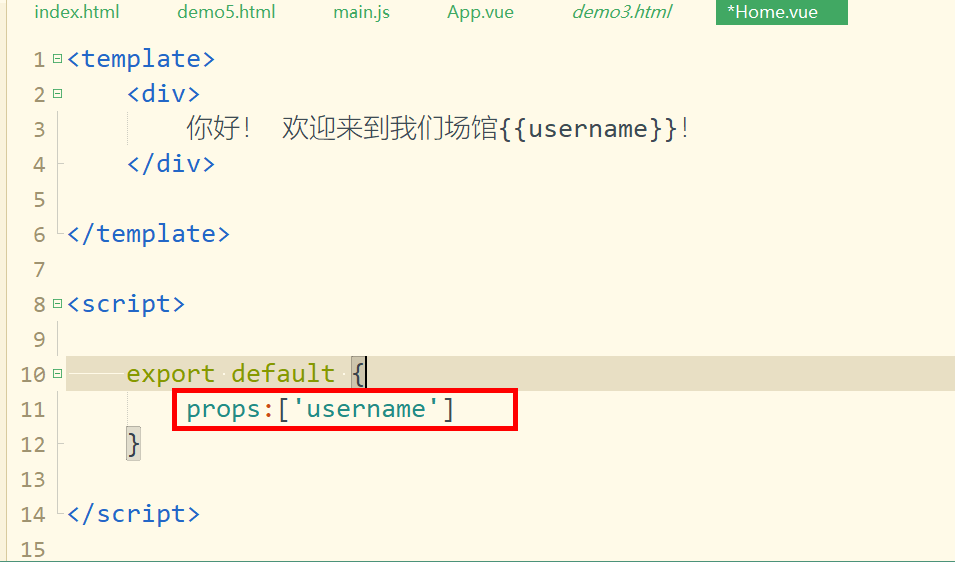 index.html demo5.html main.js App.vue demo3.html *Home.vue
1 <template>
2 <div>
3 你好！ 欢迎来到我们场馆{{username}}!
4 </div>
5
6 </template>
7
8 <script>
9
10 export default {
11 props:['username']
12 }
13
14 </script>
15